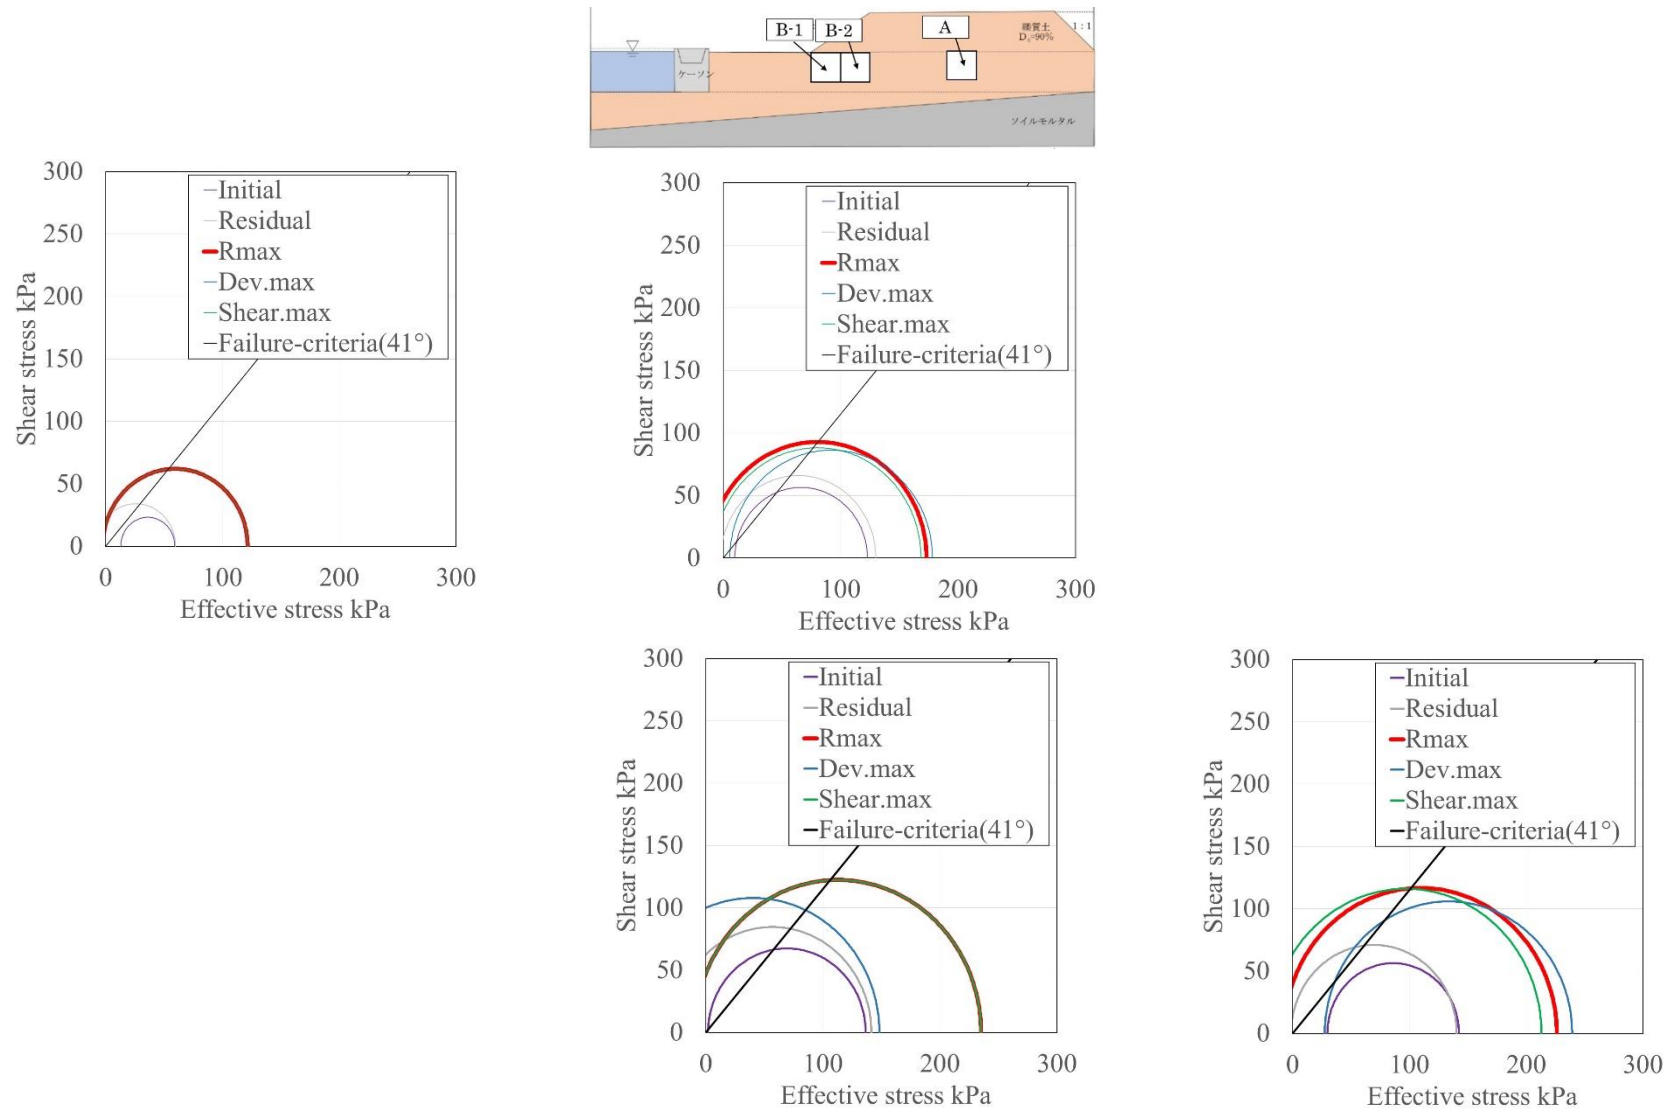 B-1
B-2
A
礫質土
1 : 1
Dᵣ=90%
ケーソン
ソイルモルタル
300
250
200
150
100
50
0
Shear stress kPa
Initial
Residual
Rmax
Dev.max
Shear.max
Failure-criteria(41°)
0
100
200
300
Effective stress kPa
300
250
200
150
100
50
0
Shear stress kPa
Initial
Residual
Rmax
Dev.max
Shear.max
Failure-criteria(41°)
0
100
200
300
Effective stress kPa
300
250
200
150
100
50
0
Shear stress kPa
Initial
Residual
Rmax
Dev.max
Shear.max
Failure-criteria(41°)
0
100
200
300
Effective stress kPa
300
250
200
150
100
50
0
Shear stress kPa
Initial
Residual
Rmax
Dev.max
Shear.max
Failure-criteria(41°)
0
100
200
300
Effective stress kPa